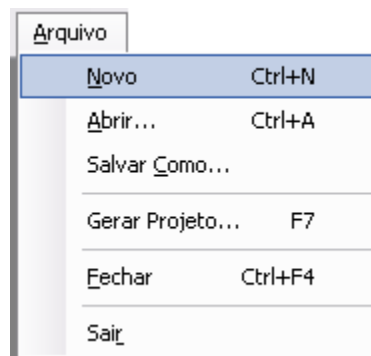 Arquivo
Novo Ctrl+N
Abrir... Ctrl+A
Salvar Como...
Gerar Projeto... F7
Fechar Ctrl+F4
Sair